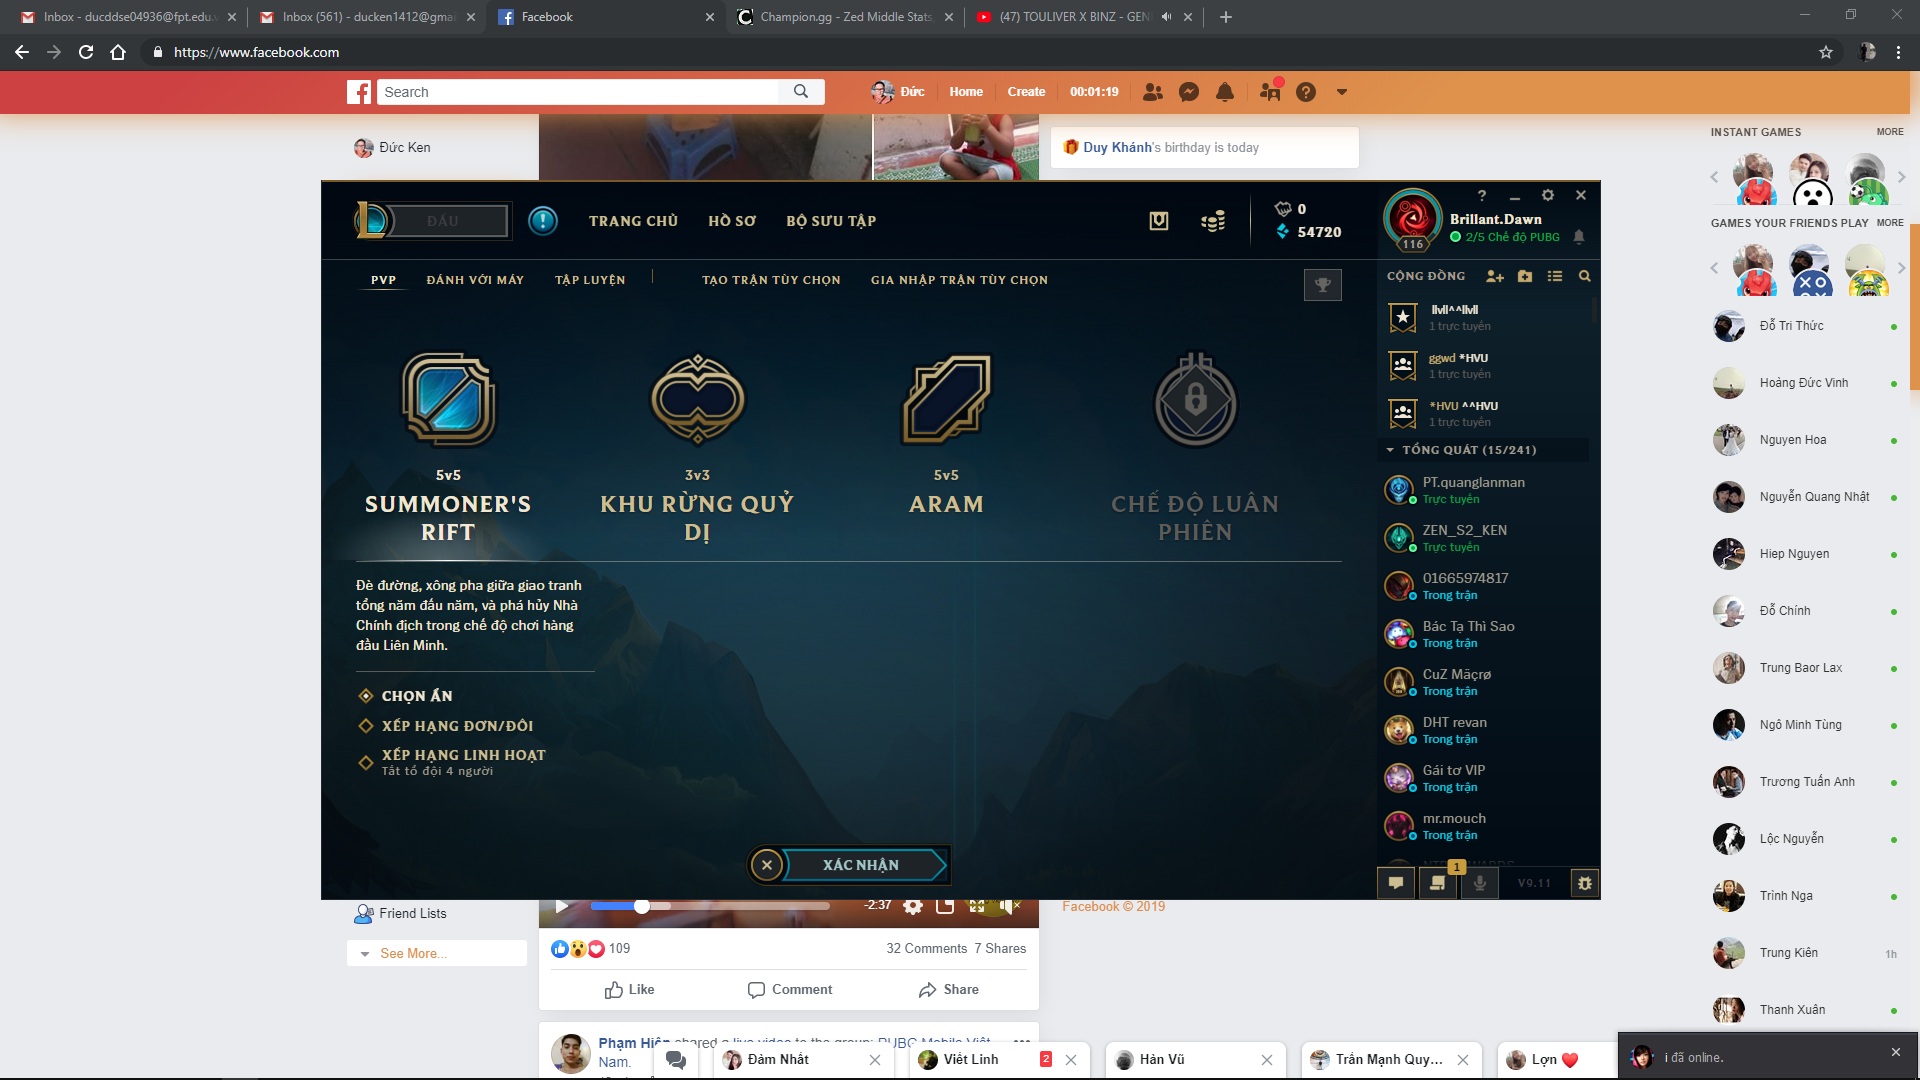 Inbox - ducddse04936@fpt.edu.v
Inbox (561) - ducken1412@gmai
Facebook
Champion.gg - Zed Middle Stats,
(47) TOULIVER X BINZ - GEN
https://www.facebook.com
Search
Đức
Home
Create
00:01:19
Đức Ken
Duy Khánh's birthday is today
INSTANT GAMES
MORE
GAMES YOUR FRIENDS PLAY
MORE
ĐẤU
TRANG CHỦ
HỒ SƠ
BỘ SƯU TẬP
0
54720
116
Brillant.Dawn
2/5 Chế độ PUBG
PVP
ĐÁNH VỚI MÁY
TẬP LUYỆN
TẠO TRẬN TÙY CHỌN
GIA NHẬP TRẬN TÙY CHỌN
5v5
SUMMONER'S
RIFT
3v3
KHU RỪNG QUỶ
DỊ
5v5
ARAM
CHẾ ĐỘ LUÂN
PHIÊN
Đè đường, xông pha giữa giao tranh
tổng năm đấu năm, và phá hủy Nhà
Chính địch trong chế độ chơi hàng
đầu Liên Minh.
CHỌN ẨN
XẾP HẠNG ĐƠN/ĐÔI
XẾP HẠNG LINH HOẠT
Tắt tổ đội 4 người
XÁC NHẬN
CỘNG ĐỒNG
1 trực tuyến
ggwd *HVU
1 trực tuyến
*HVU ^^HVU
1 trực tuyến
TỔNG QUÁT (15/241)
PT.quanglanman
Trực tuyến
ZEN_S2_KEN
Trực tuyến
01665974817
Trong trận
Bác Tạ Thì Sao
Trong trận
CuZ Mãçrø
Trong trận
DHT revan
Trong trận
Gái tơ VIP
Trong trận
mr.mouch
Trong trận
1
V9.11
Đỗ Tri Thức
Hoàng Đức Vinh
Nguyen Hoa
Nguyễn Quang Nhật
Hiep Nguyen
Đỗ Chính
Trung Baor Lax
Ngô Minh Tùng
Trương Tuấn Anh
Lộc Nguyễn
Trình Nga
Trung Kiên
1h
Thanh Xuân
Friend Lists
See More...
-2:37
Facebook © 2019
109
32 Comments
7 Shares
Like
Comment
Share
Phạm Hiên shared a live video to the group: PUBG Mobile Việt
Nam.
Đàm Nhất
Viết Linh
2
Hàn Vũ
Trần Mạnh Quy...
Lợn ❤
i đã online.